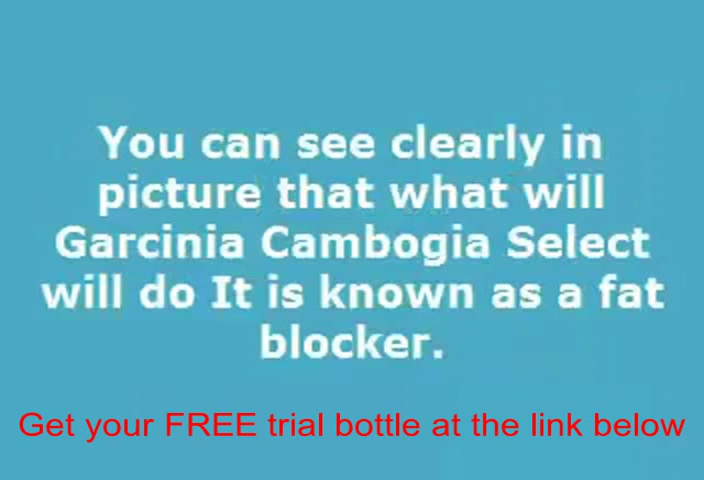 You can see clearly in
picture that what will
Garcinia Cambogia Select
will do It is known as a fat
blocker.
Get your FREE trial bottle at the link below